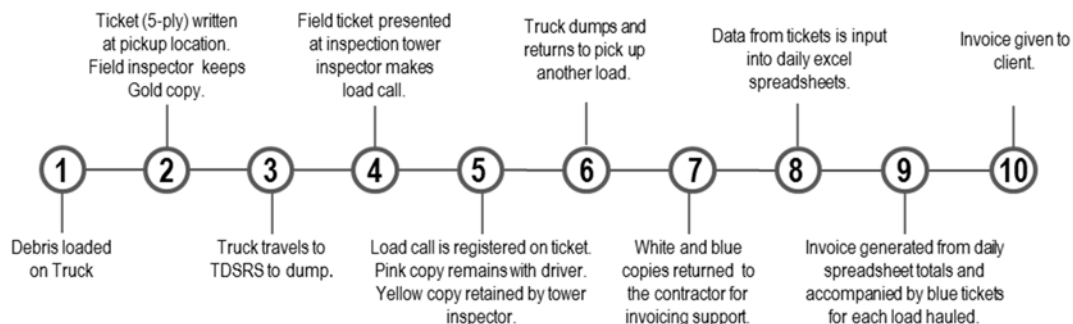 Ticket (5-ply) written
at pickup location.
Field inspector keeps
Gold copy.
Field ticket presented
at inspection tower
inspector makes
load call.
Truck dumps and
returns to pick up
another load.
Data from tickets is input
into daily excel
spreadsheets.
Invoice given to
client.
1
2
3
4
5
6
7
8
9
10
Debris loaded
on Truck
Truck travels to
TDSRS to dump.
Load call is registered on ticket.
Pink copy remains with driver.
Yellow copy retained by tower
inspector.
White and blue
copies returned to
the contractor for
invoicing support.
Invoice generated from daily
spreadsheet totals and
accompanied by blue tickets
for each load hauled.